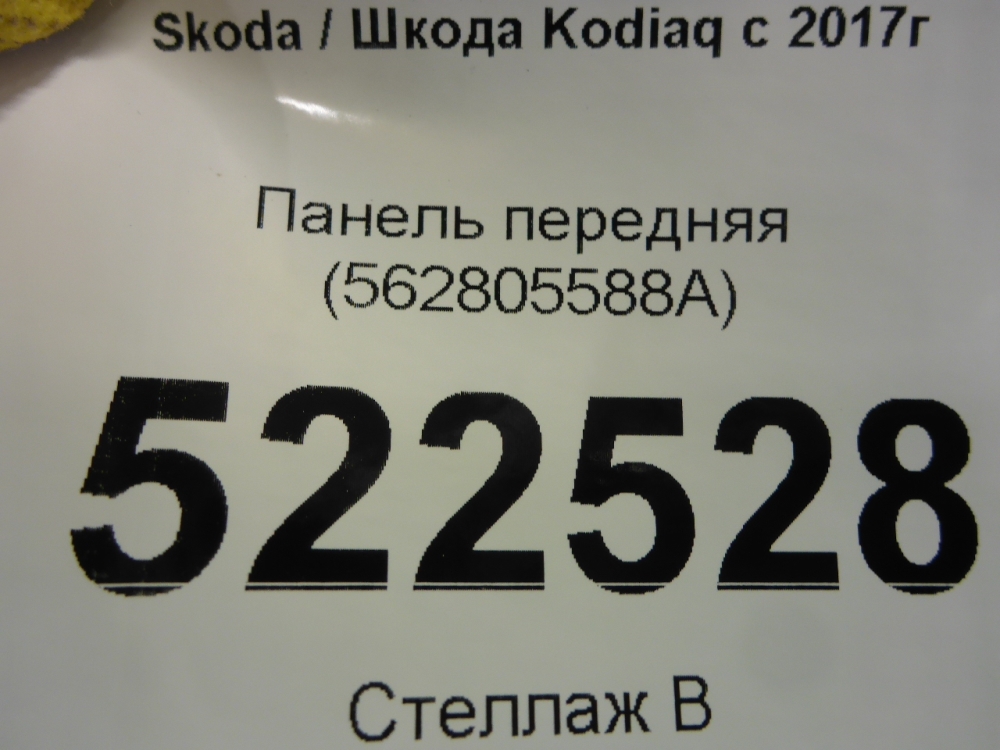 Skoda / Шкода Kodiaq с 2017г
Панель передняя
(562805588A)
522528
Стеллаж В